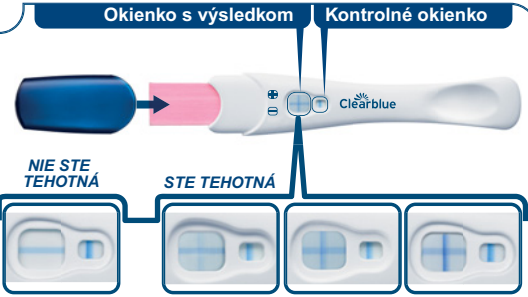 Okienko s výsledkom
Kontrolné okienko
Clearblue
NIE STE
TEHOTNÁ
STE TEHOTNÁ